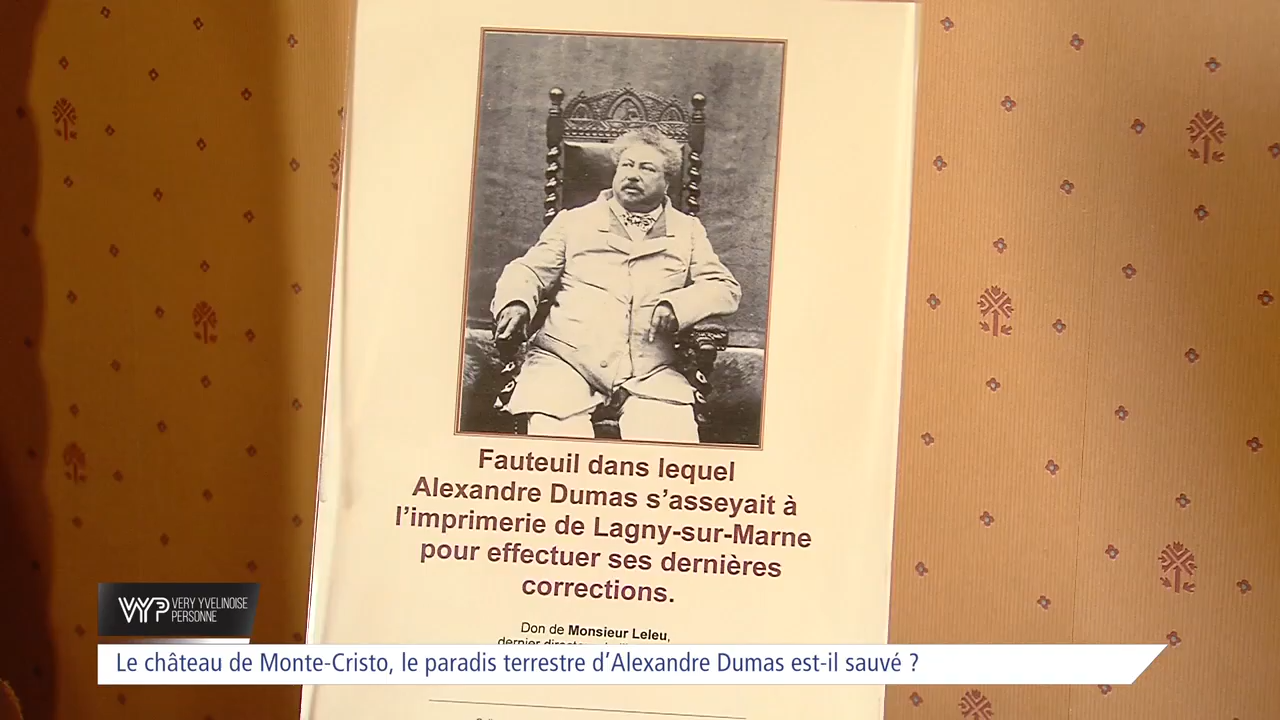 Fauteuil dans lequel
Alexandre Dumas s'asseyait à
l'imprimerie de Lagny-sur-Marne
pour effectuer ses dernières
corrections.
Don de Monsieur Leleu,
VYP VERY YVELINOISE
PERSONNE
Le château de Monte-Cristo, le paradis terrestre d'Alexandre Dumas est-il sauvé ?